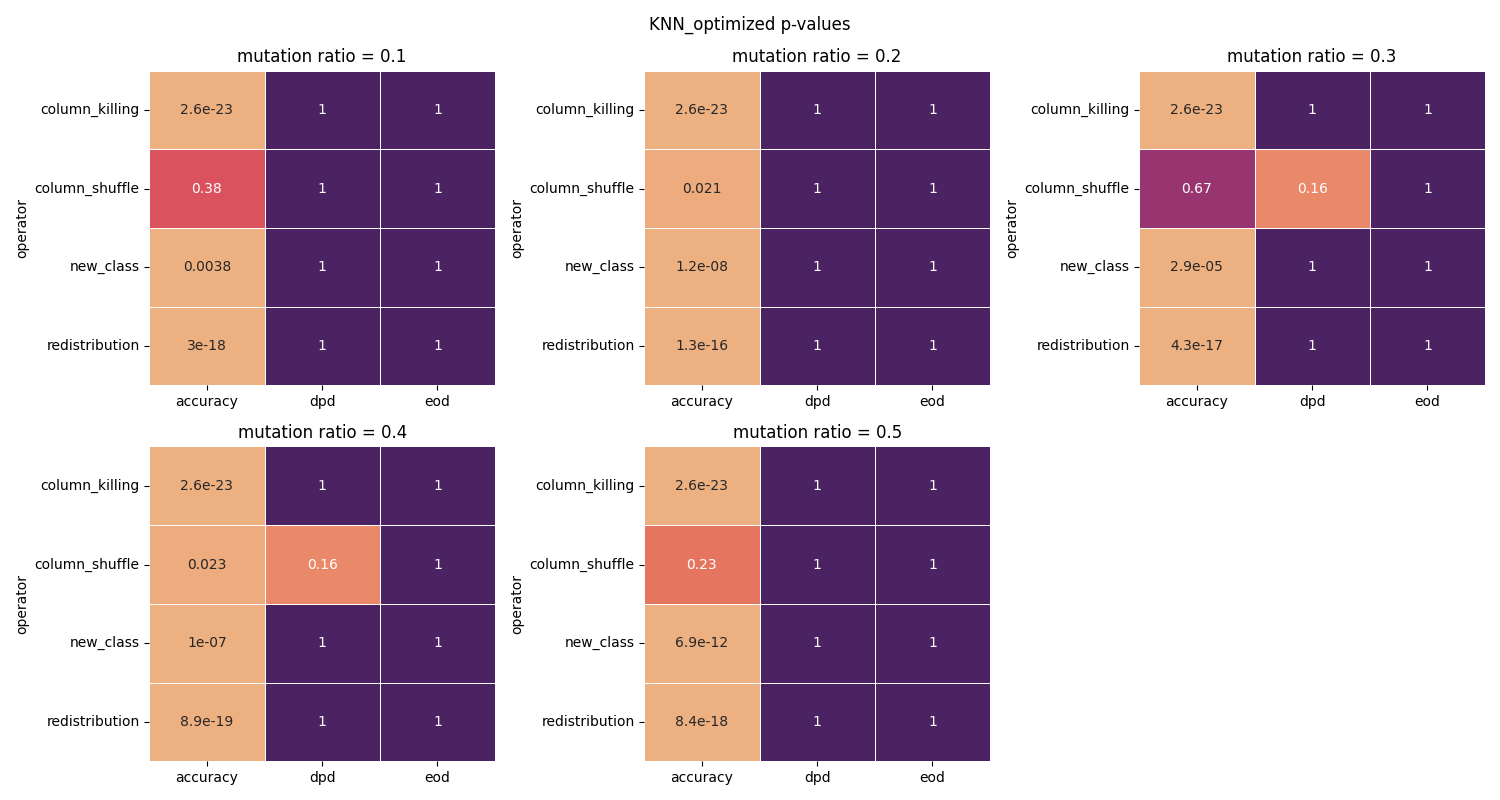 KNN_optimized p-values
mutation ratio = 0.1
operator
column_killing 2.6e-23 1 1
column_shuffle 0.38 1 1
new_class 0.0038 1 1
redistribution 3e-18 1 1
accuracy dpd eod
mutation ratio = 0.2
operator
column_killing 2.6e-23 1 1
column_shuffle 0.021 1 1
new_class 1.2e-08 1 1
redistribution 1.3e-16 1 1
accuracy dpd eod
mutation ratio = 0.3
operator
column_killing 2.6e-23 1 1
column_shuffle 0.67 0.16 1
new_class 2.9e-05 1 1
redistribution 4.3e-17 1 1
accuracy dpd eod
mutation ratio = 0.4
operator
column_killing 2.6e-23 1 1
column_shuffle 0.023 0.16 1
new_class 1e-07 1 1
redistribution 8.9e-19 1 1
accuracy dpd eod
mutation ratio = 0.5
operator
column_killing 2.6e-23 1 1
column_shuffle 0.23 1 1
new_class 6.9e-12 1 1
redistribution 8.4e-18 1 1
accuracy dpd eod